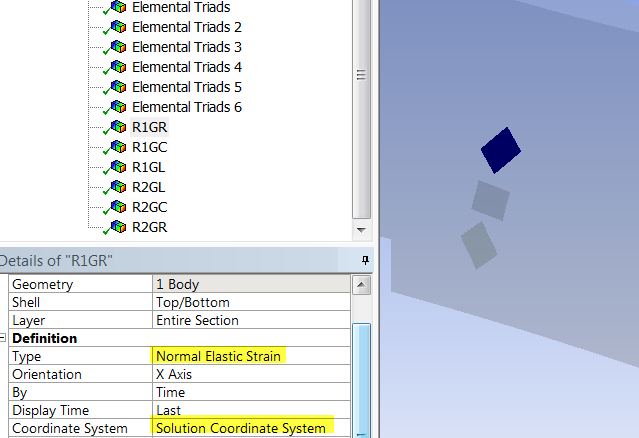 Elemental Triads
Elemental Triads 2
Elemental Triads 3
Elemental Triads 4
Elemental Triads 5
Elemental Triads 6
R1GR
R1GC
R1GL
R2GL
R2GC
R2GR
Details of "R1GR"
Geometry 1 Body
Shell Top/Bottom
Layer Entire Section
Definition
Type Normal Elastic Strain
Orientation X Axis
By Time
Display Time Last
Coordinate System Solution Coordinate System